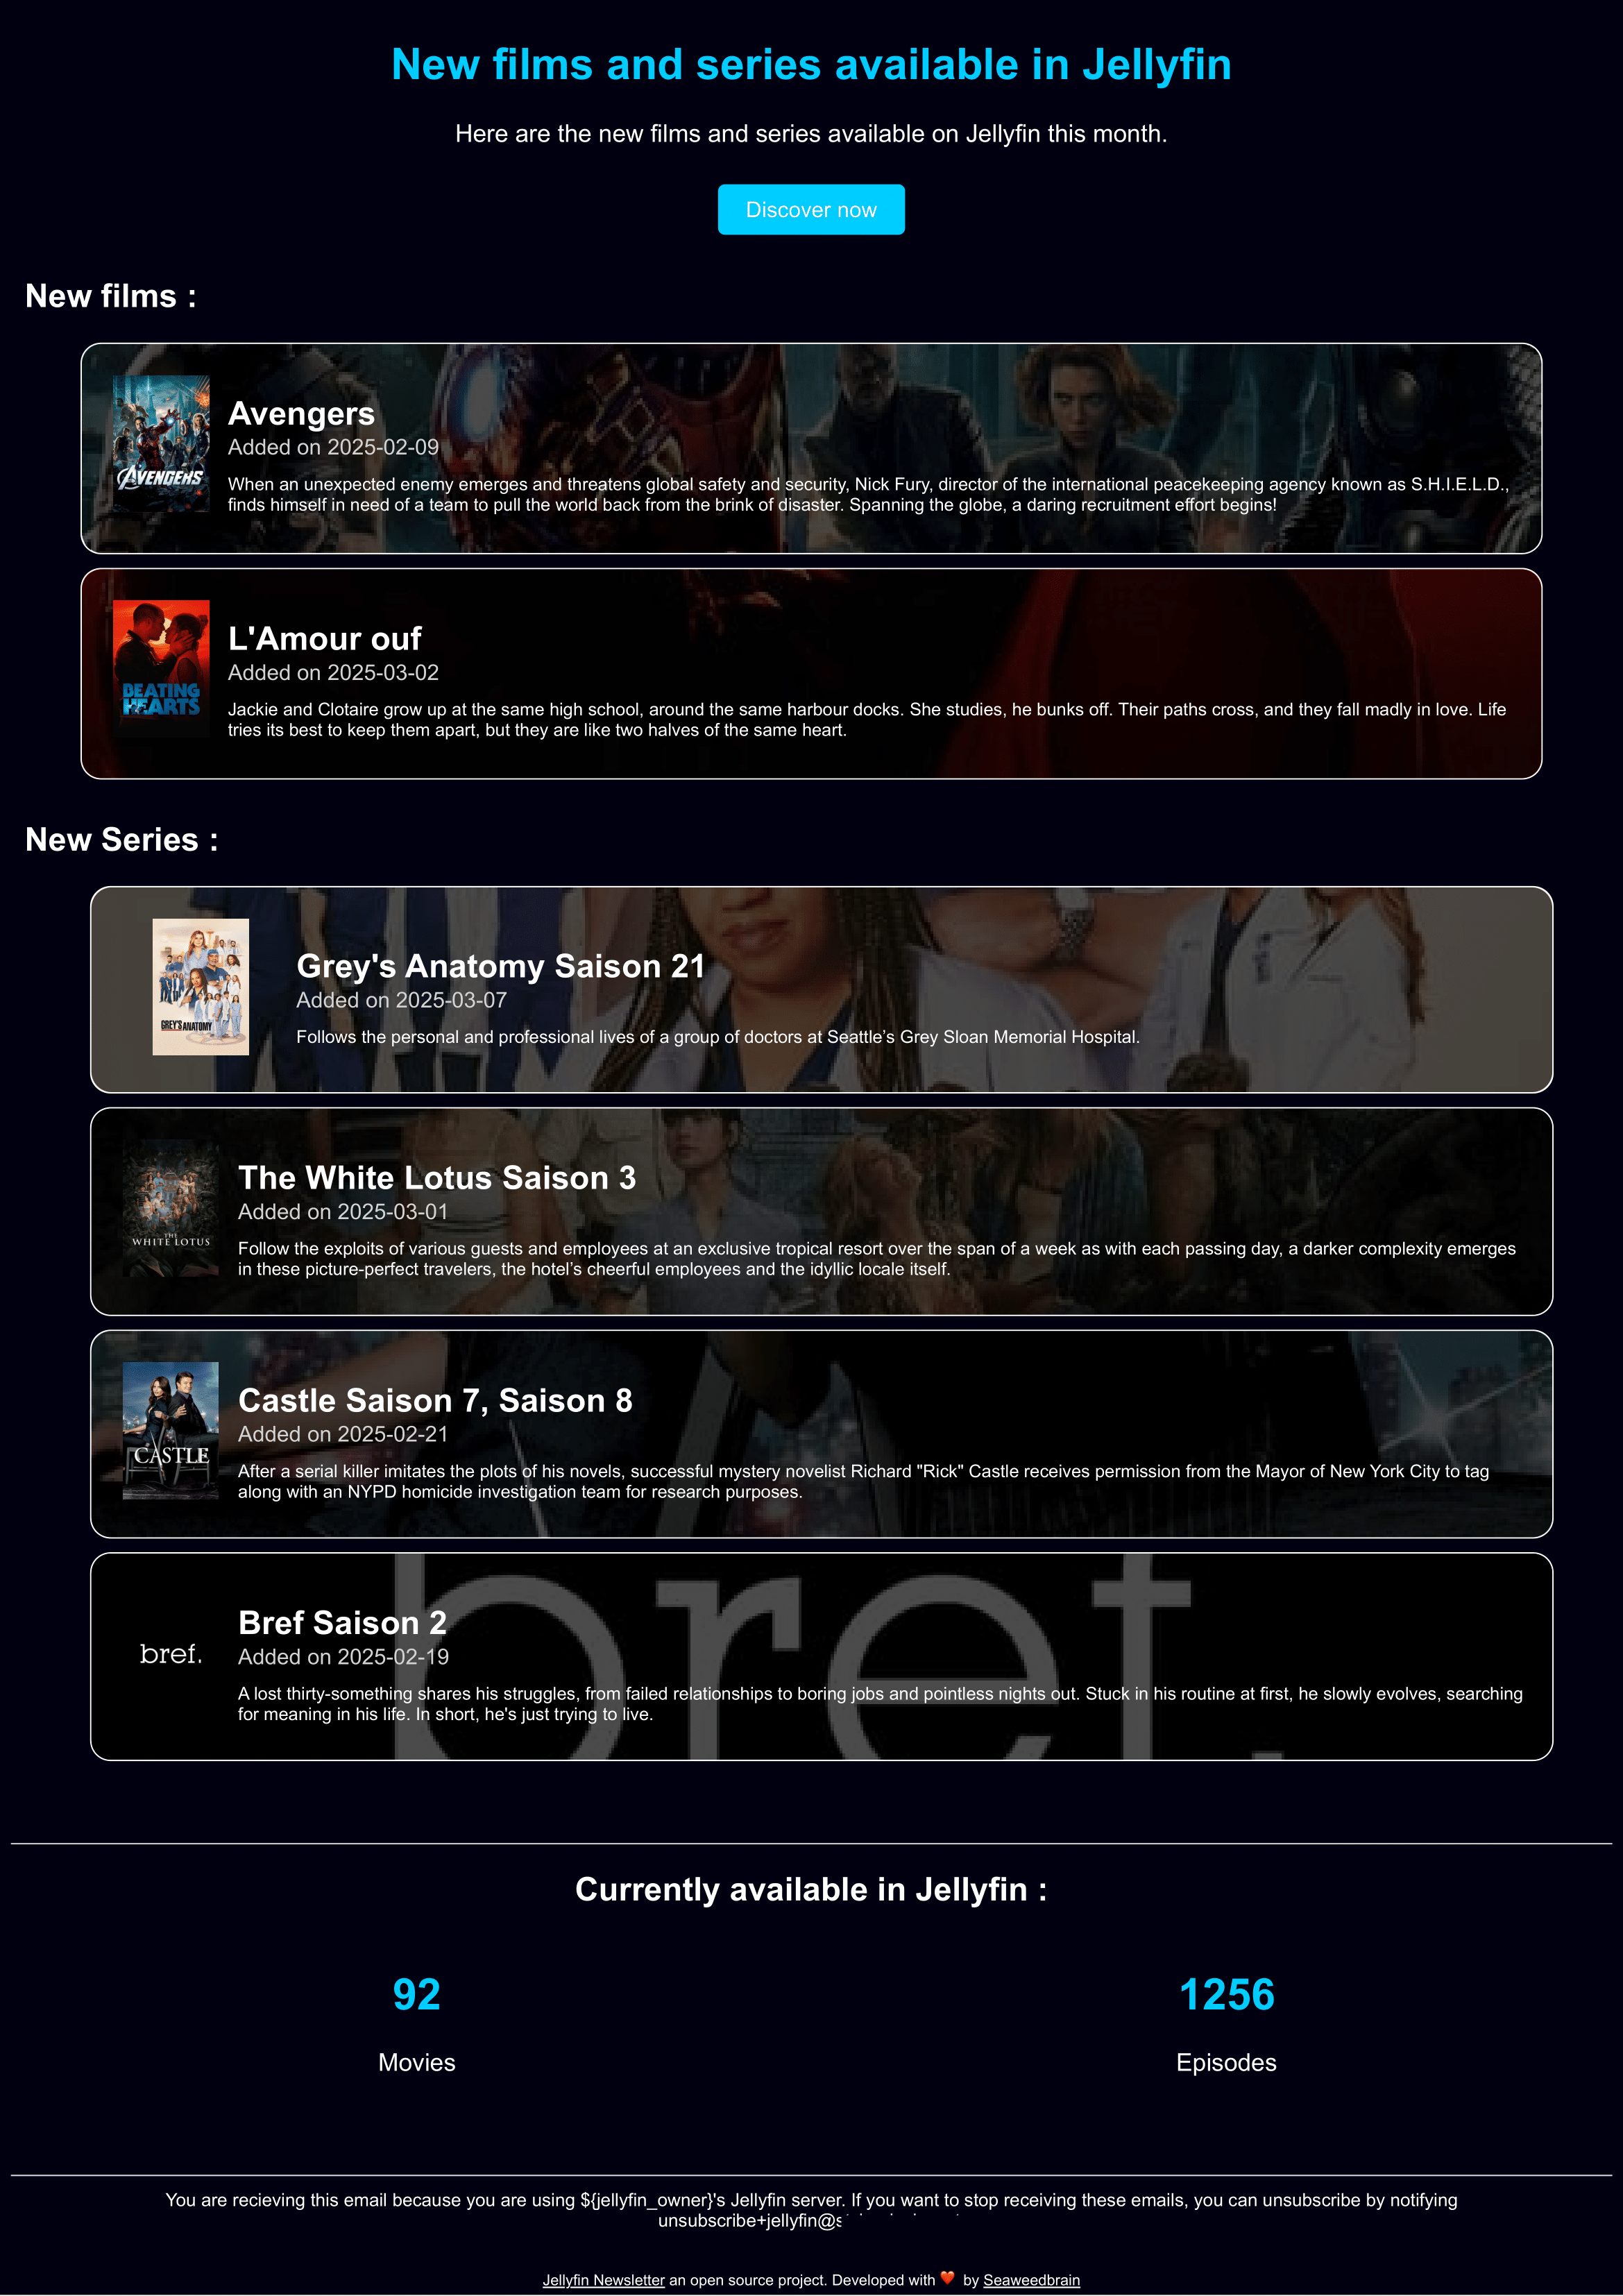 New films and series available in Jellyfin
Here are the new films and series available on Jellyfin this month.
Discover now
New films :
AVENGERS
Avengers
Added on 2025-02-09
When an unexpected enemy emerges and threatens global safety and security, Nick Fury, director of the international peacekeeping agency known as S.H.I.E.L.D.,
finds himself in need of a team to pull the world back from the brink of disaster. Spanning the globe, a daring recruitment effort begins!
BEATING
HEARTS
L'Amour ouf
Added on 2025-03-02
Jackie and Clotaire grow up at the same high school, around the same harbour docks. She studies, he bunks off. Their paths cross, and they fall madly in love. Life
tries its best to keep them apart, but they are like two halves of the same heart.
New Series :
GREY'S ANATOMY
Grey's Anatomy Saison 21
Added on 2025-03-07
Follows the personal and professional lives of a group of doctors at Seattle’s Grey Sloan Memorial Hospital.
THE
WHITE LOTUS
The White Lotus Saison 3
Added on 2025-03-01
Follow the exploits of various guests and employees at an exclusive tropical resort over the span of a week as with each passing day, a darker complexity emerges
in these picture-perfect travelers, the hotel’s cheerful employees and the idyllic locale itself.
CASTLE
Castle Saison 7, Saison 8
Added on 2025-02-21
After a serial killer imitates the plots of his novels, successful mystery novelist Richard "Rick" Castle receives permission from the Mayor of New York City to tag
along with an NYPD homicide investigation team for research purposes.
bref.
bref.
Bref Saison 2
Added on 2025-02-19
A lost thirty-something shares his struggles, from failed relationships to boring jobs and pointless nights out. Stuck in his routine at first, he slowly evolves, searching
for meaning in his life. In short, he's just trying to live.
Currently available in Jellyfin :
92
Movies
1256
Episodes
You are recieving this email because you are using ${jellyfin_owner}'s Jellyfin server. If you want to stop receiving these emails, you can unsubscribe by notifying
unsubscribe+jellyfin@s
Jellyfin Newsletter an open source project. Developed with ❤️ by Seaweedbrain